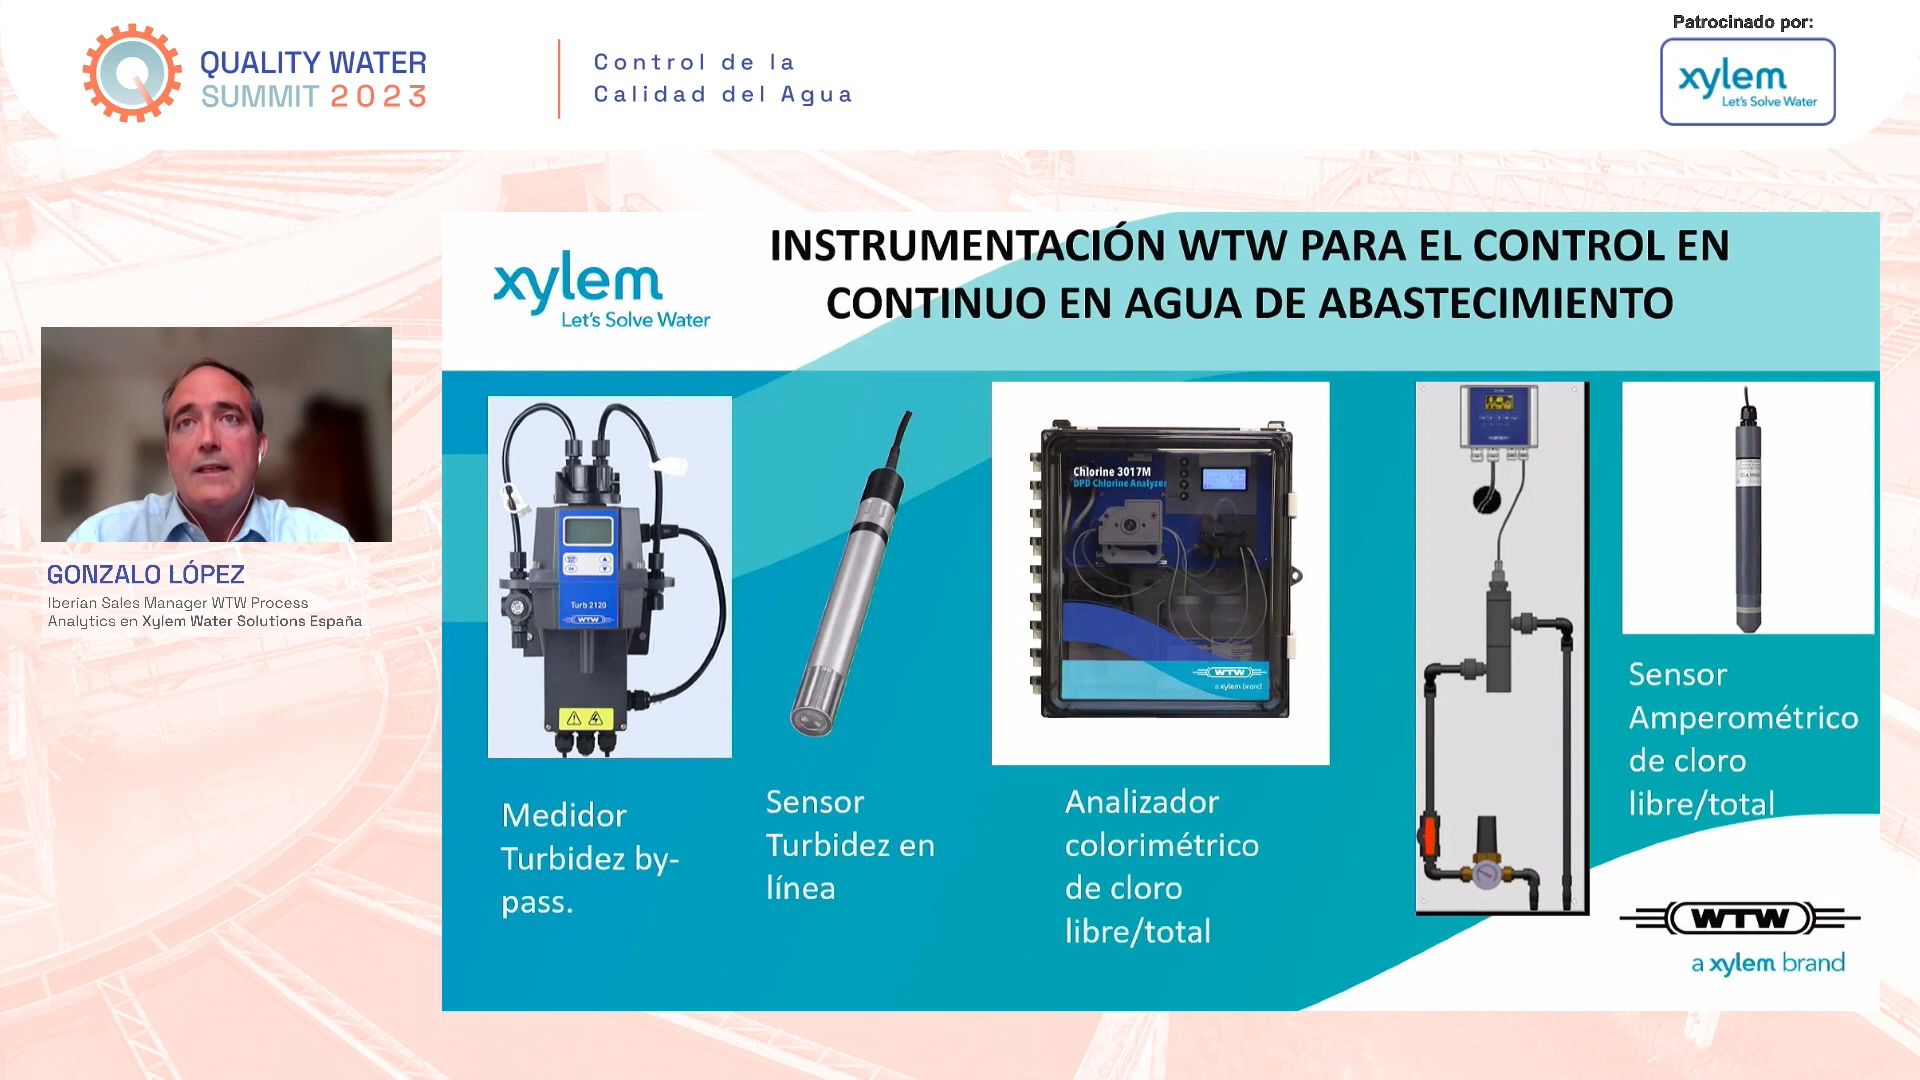 Patrocinado por:
QUALITY WATER
SUMMIT 2023
Control de la
Calidad del Agua
xylem
Let's Solve Water
xylem
Let's Solve Water
INSTRUMENTACIÓN WTW PARA EL CONTROL EN
CONTINUO EN AGUA DE ABASTECIMIENTO
GONZALO LÓPEZ
Iberian Sales Manager WTW Process
Analytics en Xylem Water Solutions España
Turb 2120
WTW
Medidor
Turbidez by-
pass.
Sensor
Turbidez en
línea
Chlorine 3017M
DPD Chlorine Analyzer
WTW
a xylem brand
Analizador
colorimétrico
de cloro
libre/total
Sensor
Amperométrico
de cloro
libre/total
WTW
a xylem brand